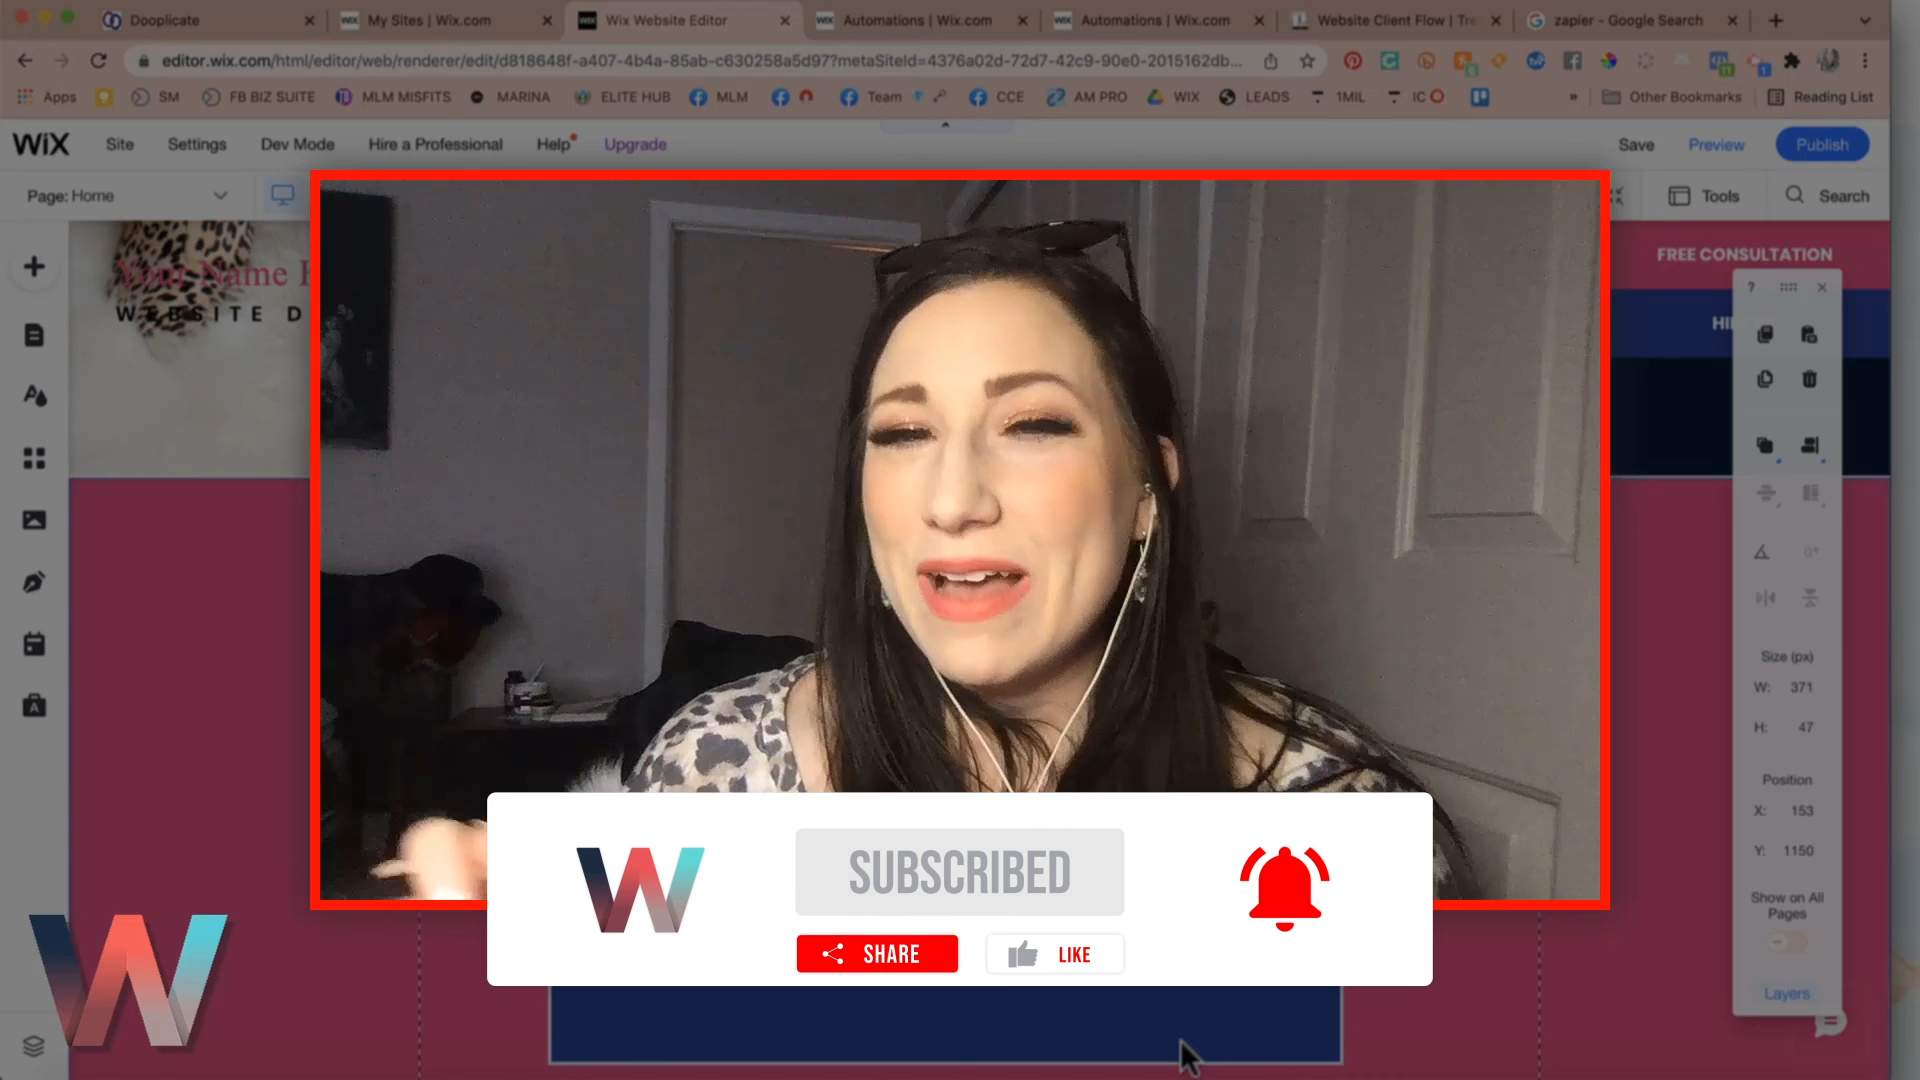 Dooplicate
My Sites | Wix.com
Wix Website Editor
Automations | Wix.com
Automations | Wix.com
Website Client Flow | Tre
zapier - Google Search
editor.wix.com/html/editor/web/renderer/edit/d818648f-a407-4b4a-85ab-c630258a5d97?metaSiteId=4376a02d-72d7-42c9-90e0-2015162db...
Apps
SM
FB BIZ SUITE
MLM MISFITS
MARINA
ELITE HUB
MLM
Team
CCE
AM PRO
WIX
LEADS
1MIL
IC
Other Bookmarks
Reading List
WiX
Site
Settings
Dev Mode
Hire a Professional
Help
Upgrade
Save
Preview
Publish
Page: Home
Tools
Search
FREE CONSULTATION
Your Name
WEBSITE D
Size (px)
W: 371
H: 47
Position
X: 153
Y: 1150
Show on All
Pages
Layers
W
SUBSCRIBED
SHARE
LIKE
W